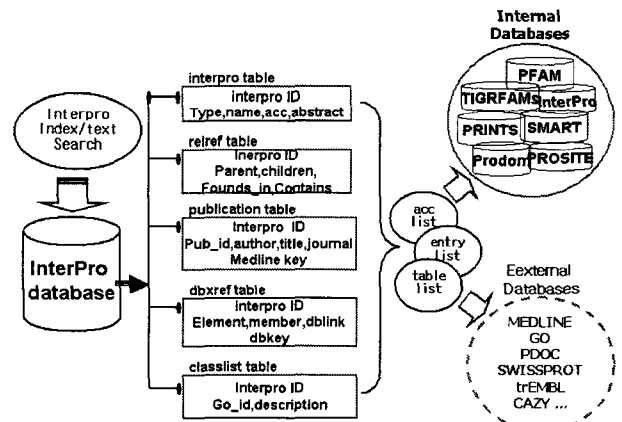 Interpro
Index/text
Search
InterPro
database
interpro table
interpro ID
Type,name,acc,abstract
relref table
Inerpro ID
Parent,children,
Founds_in,Contains
publication table
Interpro ID
Pub_id,author,title,journal
Medline key
dbxref table
interpro ID
Element,member,dblink
dbkey
classlist table
Interpro ID
Go_id,description
acc
list
entry
list
table
list
Internal
Databases
PFAM
TIGRFAMs
InterPro
PRINTS
SMART
Prodom
PROSITE
Eexternal
Databases
MEDLINE
GO
PDOC
SWISSPROT
trEMBL
CAZY ...